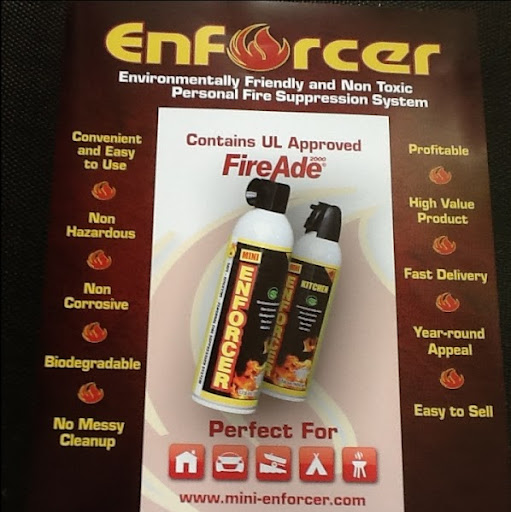 EnForcer
Environmentally Friendly and Non Toxic
Personal Fire Suppression System
Convenient
and Easy
to Use
Non
Hazardous
Non
Corrosive
Biodegradable
No Messy
Cleanup
Contains UL Approved
FireAde 2000®
MINI
ENFORCER
KITCHEN
ENFORCER
Perfect For
www.mini-enforcer.com
Profitable
High Value
Product
Fast Delivery
Year-round
Appeal
Easy to Sell